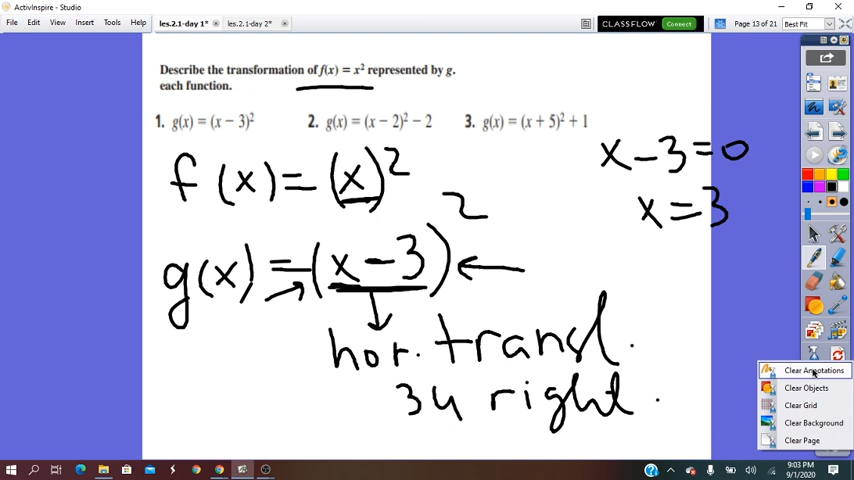 ActivInspire - Studio
File Edit View Insert Tools Help
les.2.1-day 1* les.2.1-day 2*
CLASSFLOW Connect
Page 13 of 21 Best Fit
Describe the transformation of f(x) = x² represented by g.
each function.
1. g(x) = (x − 3)² 2. g(x) = (x − 2)² − 2 3. g(x) = (x + 5)² + 1
f(x) = (x)²
x − 3 = 0
x = 3
g(x) = (x − 3)²
hor. transl.
3u right.
Clear Annotations
Clear Objects
Clear Grid
Clear Background
Clear Page
9:03 PM
9/1/2020